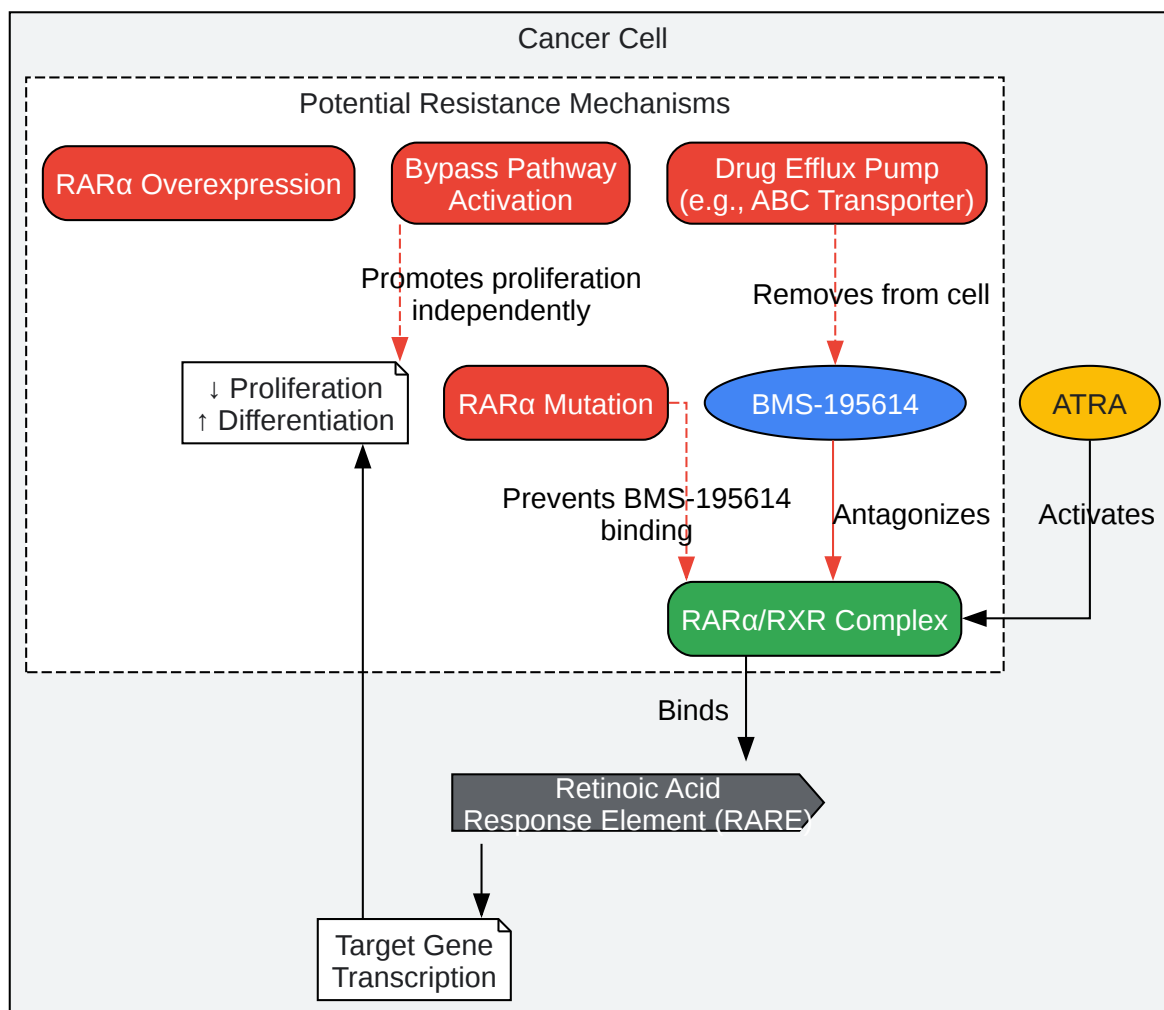 Cancer Cell
Potential Resistance Mechanisms
RARα Overexpression
Bypass Pathway
Activation
Drug Efflux Pump
(e.g., ABC Transporter)
Promotes proliferation
independently
Removes from cell
↓ Proliferation
↑ Differentiation
RARα Mutation
BMS-195614
ATRA
Prevents BMS-195614
binding
Antagonizes
Activates
RARα/RXR Complex
Binds
Retinoic Acid
Response Element (RARE)
Target Gene
Transcription